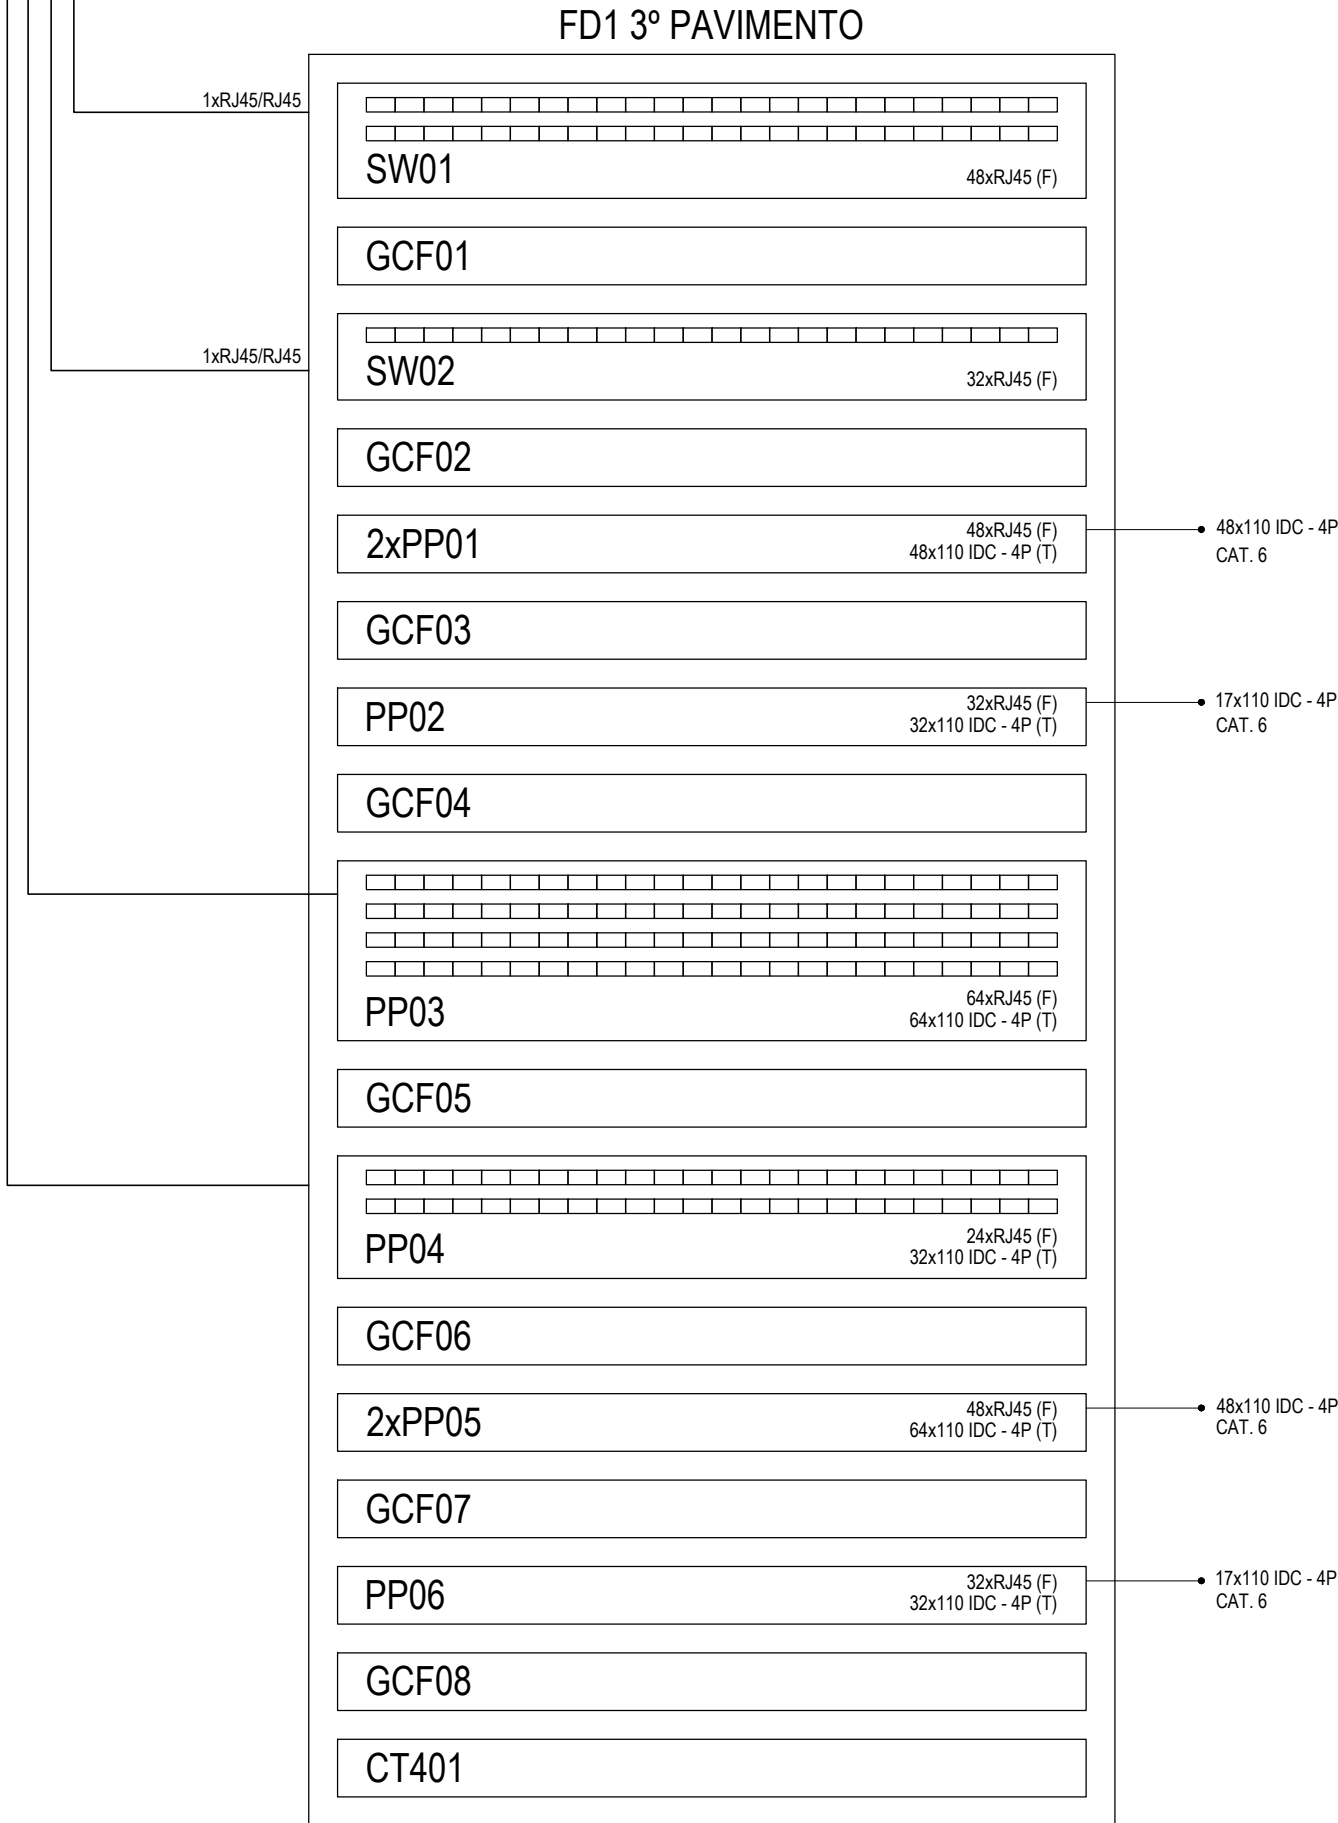 FD1 3º PAVIMENTO
1xRJ45/RJ45
SW01
48xRJ45 (F)
GCF01
1xRJ45/RJ45
SW02
32xRJ45 (F)
GCF02
2xPP01
48xRJ45 (F)
48x110 IDC - 4P (T)
48x110 IDC - 4P
CAT. 6
GCF03
PP02
32xRJ45 (F)
32x110 IDC - 4P (T)
17x110 IDC - 4P
CAT. 6
GCF04
PP03
64xRJ45 (F)
64x110 IDC - 4P (T)
GCF05
PP04
24xRJ45 (F)
32x110 IDC - 4P (T)
GCF06
2xPP05
48xRJ45 (F)
64x110 IDC - 4P (T)
48x110 IDC - 4P
CAT. 6
GCF07
PP06
32xRJ45 (F)
32x110 IDC - 4P (T)
17x110 IDC - 4P
CAT. 6
GCF08
CT401